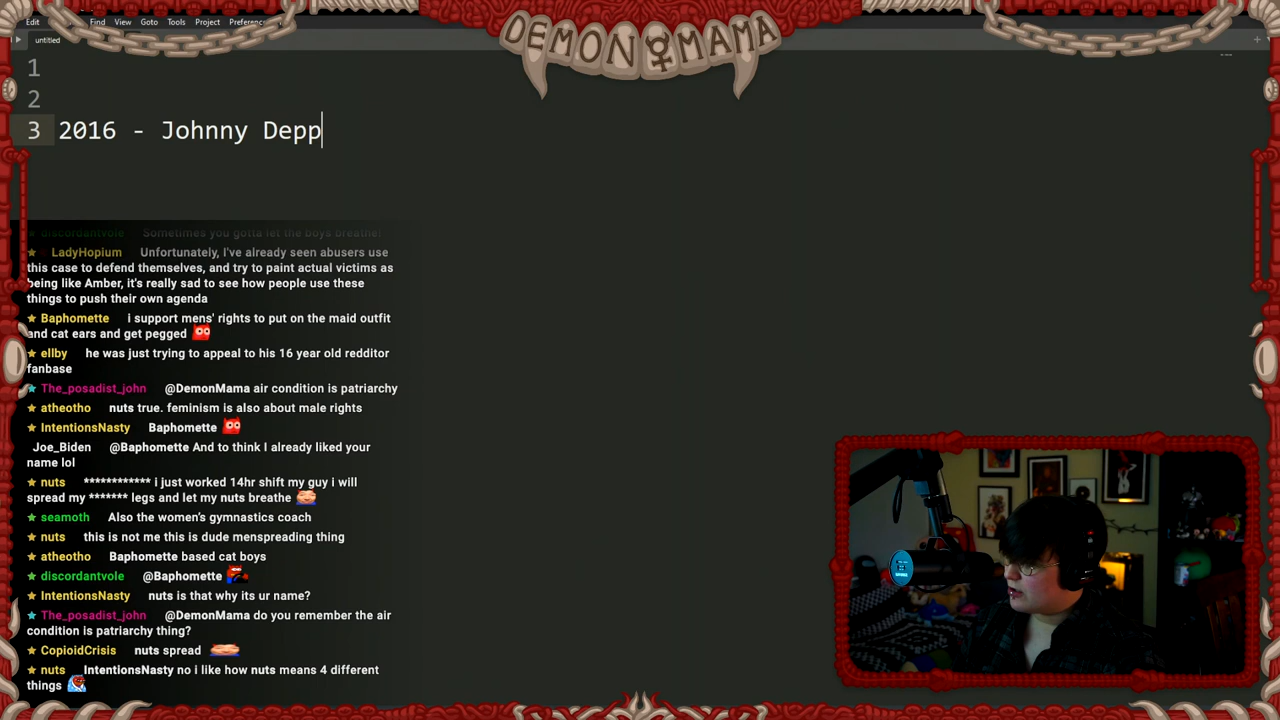 DEMON MAMA
Edit Find View Goto Tools Project
untitled
1
2
3 2016 - Johnny Depp
discordantvole Sometimes you gotta let the boys breathe!
LadyHopium Unfortunately, I've already seen abusers use
this case to defend themselves, and try to paint actual victims as
being like Amber, it's really sad to see how people use these
things to push their own agenda
Baphomette i support mens' rights to put on the maid outfit
and cat ears and get pegged
ellby he was just trying to appeal to his 16 year old redditor
fanbase
The_posadist_john @DemonMama air condition is patriarchy
atheotho nuts true. feminism is also about male rights
IntentionsNasty Baphomette
Joe_Biden @Baphomette And to think I already liked your
name lol
nuts ************ i just worked 14hr shift my guy i will
spread my ******* legs and let my nuts breathe
seamoth Also the women's gymnastics coach
nuts this is not me this is dude menspreading thing
atheotho Baphomette based cat boys
discordantvole @Baphomette
IntentionsNasty nuts is that why its ur name?
The_posadist_john @DemonMama do you remember the air
condition is patriarchy thing?
CopioidCrisis nuts spread
nuts IntentionsNasty no i like how nuts means 4 different
things